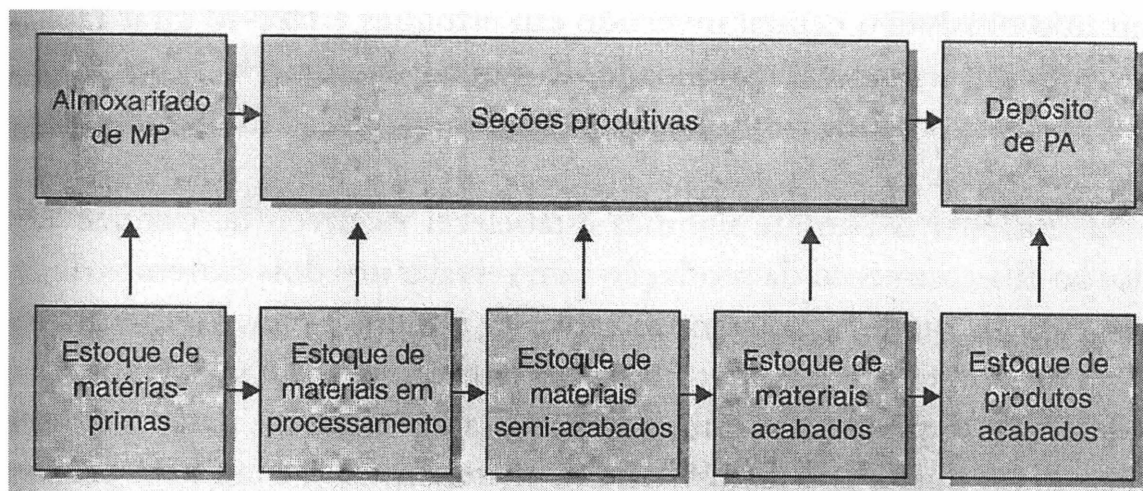 Almoxarifado
de MP
Seções produtivas
Depósito
de PA
Estoque de
matérias-
primas
Estoque de
materiais em
processamento
Estoque de
materiais
semi-acabados
Estoque de
materiais
acabados
Estoque de
produtos
acabados